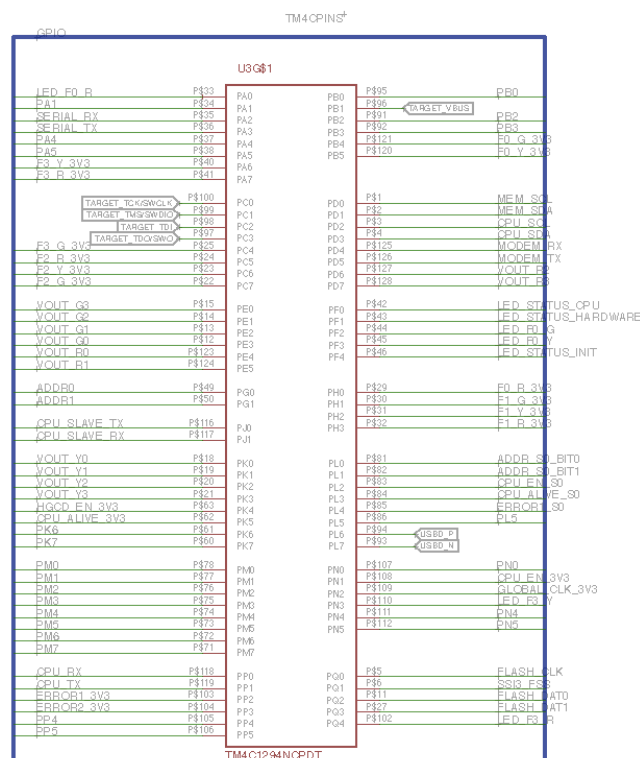 TM4CPINS
GPIO
U3G$1
LED_F0_R P$33 PA0 PB0 P$95 PB0
PA1 P$34 PA1 PB1 P$96 TARGET_VBUS
SERIAL_RX P$35 PA2 PB2 P$91 PB2
SERIAL_TX P$36 PA3 PB3 P$92 PB3
PA4 P$37 PA4 PB4 P$121 F0_G_3V3
PA5 P$38 PA5 PB5 P$120 F0_Y_3V3
F3_Y_3V3 P$40 PA6
F3_R_3V3 P$41 PA7
TARGET_TCK/SWCLK P$100 PC0 PD0 P$1 MEM_SCL
TARGET_TMS/SWDIO P$99 PC1 PD1 P$2 MEM_SDA
TARGET_TDI P$98 PC2 PD2 P$3 CPU_SCL
TARGET_TDO/SWO P$97 PC3 PD3 P$4 CPU_SDA
F3_G_3V3 P$25 PC4 PD4 P$125 MODEM_RX
F2_R_3V3 P$24 PC5 PD5 P$126 MODEM_TX
F2_Y_3V3 P$23 PC6 PD6 P$127 VOUT_R2
F2_G_3V3 P$22 PC7 PD7 P$128 VOUT_R3
VOUT_G3 P$15 PE0 PF0 P$42 LED_STATUS_CPU
VOUT_G2 P$14 PE1 PF1 P$43 LED_STATUS_HARDWARE
VOUT_G1 P$13 PE2 PF2 P$44 LED_F0_G
VOUT_G0 P$12 PE3 PF3 P$45 LED_F0_Y
VOUT_R0 P$123 PE4 PF4 P$46 LED_STATUS_INIT
VOUT_R1 P$124 PE5
ADDR0 P$49 PG0 PH0 P$29 F0_R_3V3
ADDR1 P$50 PG1 PH1 P$30 F1_G_3V3
PH2 P$31 F1_Y_3V3
CPU_SLAVE_TX P$116 PJ0 PH3 P$32 F1_R_3V3
CPU_SLAVE_RX P$117 PJ1
VOUT_Y0 P$18 PK0 PL0 P$81 ADDR_S0_BIT0
VOUT_Y1 P$19 PK1 PL1 P$82 ADDR_S0_BIT1
VOUT_Y2 P$20 PK2 PL2 P$83 CPU_EN_S0
VOUT_Y3 P$21 PK3 PL3 P$84 CPU_ALIVE_S0
HGCD_EN_3V3 P$63 PK4 PL4 P$85 ERROR1_S0
CPU_ALIVE_3V3 P$62 PK5 PL5 P$86 PL5
PK6 P$61 PK6 PL6 P$94 USBD_P
PK7 P$60 PK7 PL7 P$93 USBD_N
PM0 P$78 PM0 PN0 P$107 PN0
PM1 P$77 PM1 PN1 P$108 CPU_EN_3V3
PM2 P$76 PM2 PN2 P$109 GLOBAL_CLK_3V3
PM3 P$75 PM3 PN3 P$110 LED_F3_Y
PM4 P$74 PM4 PN4 P$111 PN4
PM5 P$73 PM5 PN5 P$112 PN5
PM6 P$72 PM6
PM7 P$71 PM7
CPU_RX P$118 PP0 PQ0 P$5 FLASH_CLK
CPU_TX P$119 PP1 PQ1 P$6 SSI3_FSS
ERROR1_3V3 P$103 PP2 PQ2 P$11 FLASH_DAT0
ERROR2_3V3 P$104 PP3 PQ3 P$27 FLASH_DAT1
PP4 P$105 PP4 PQ4 P$102 LED_F3_R
PP5 P$106 PP5
TM4C1294NCPDT